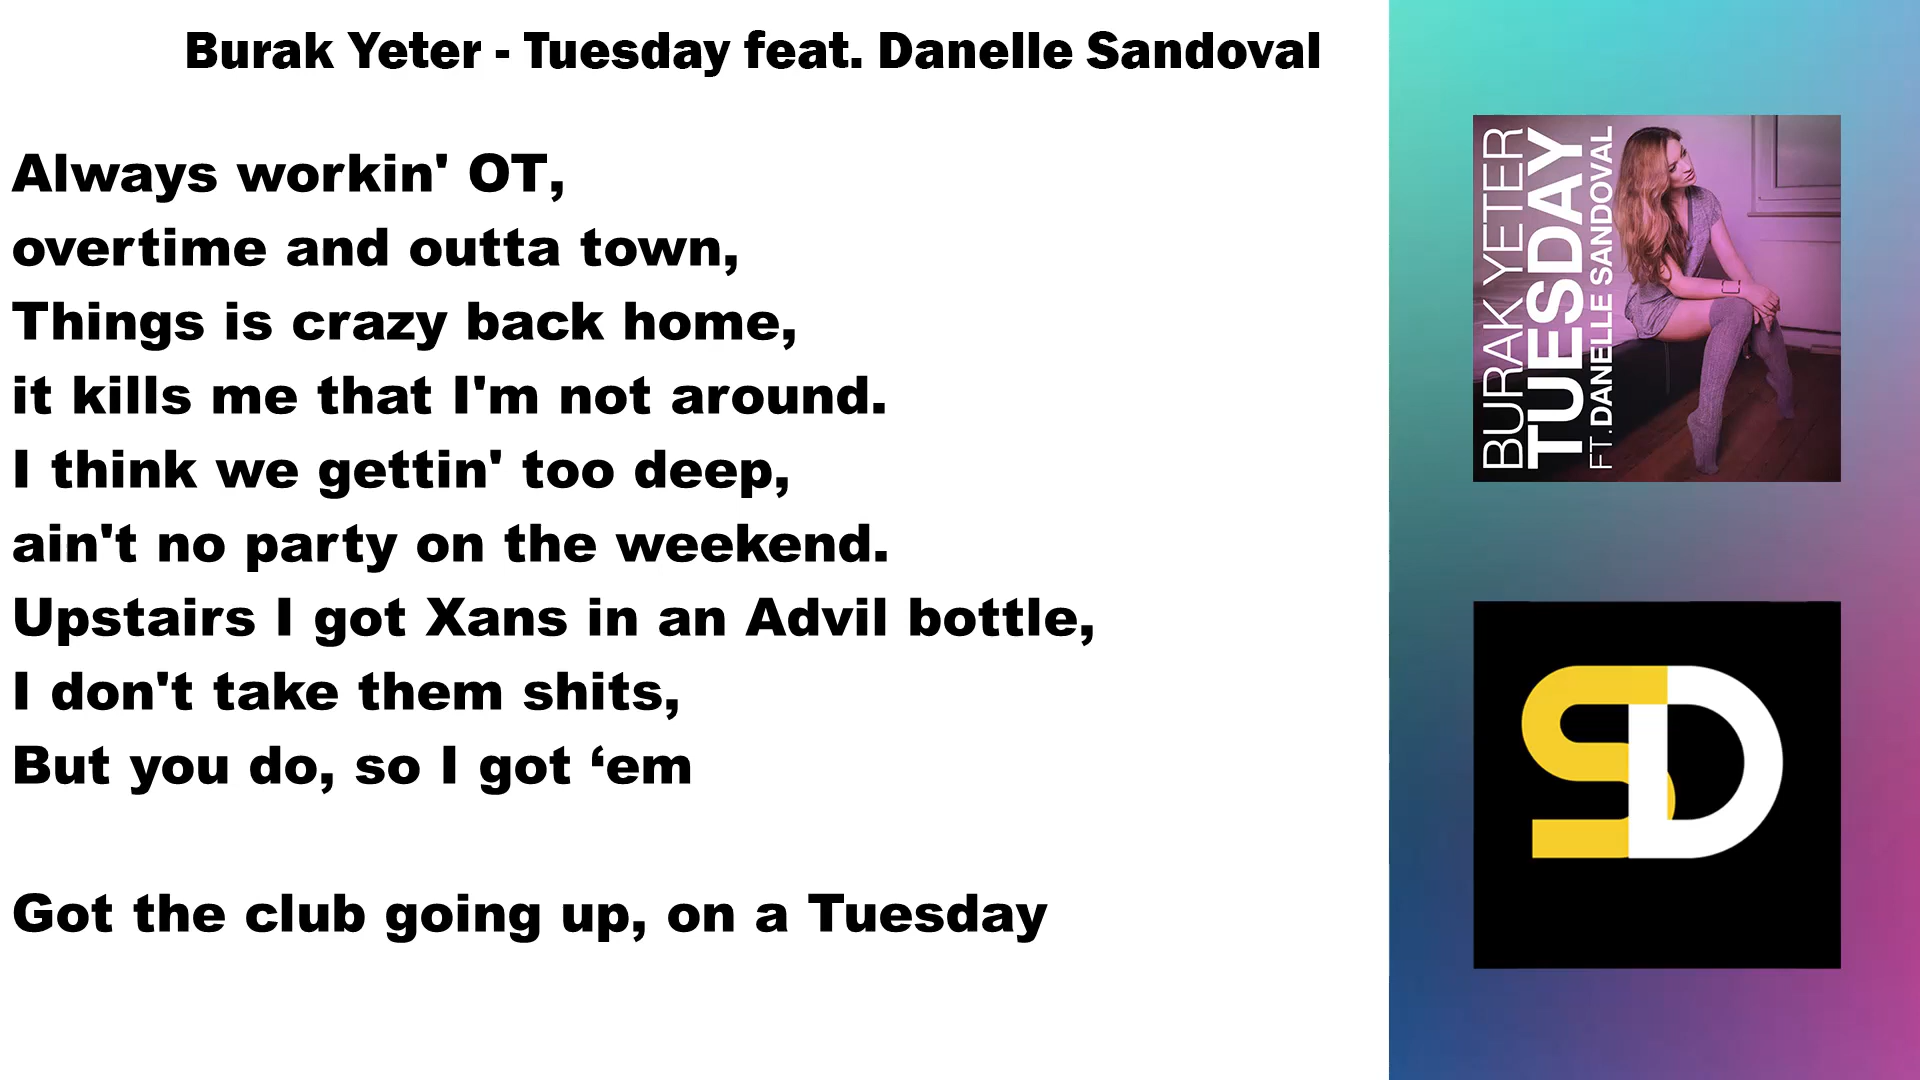 Burak Yeter - Tuesday feat. Danelle Sandoval
Always workin' OT,
overtime and outta town,
Things is crazy back home,
it kills me that I'm not around.
I think we gettin' too deep,
ain't no party on the weekend.
Upstairs I got Xans in an Advil bottle,
I don't take them shits,
But you do, so I got ‘em
Got the club going up, on a Tuesday
BURAK YETER
TUESDAY
FT. DANELLE SANDOVAL
SD